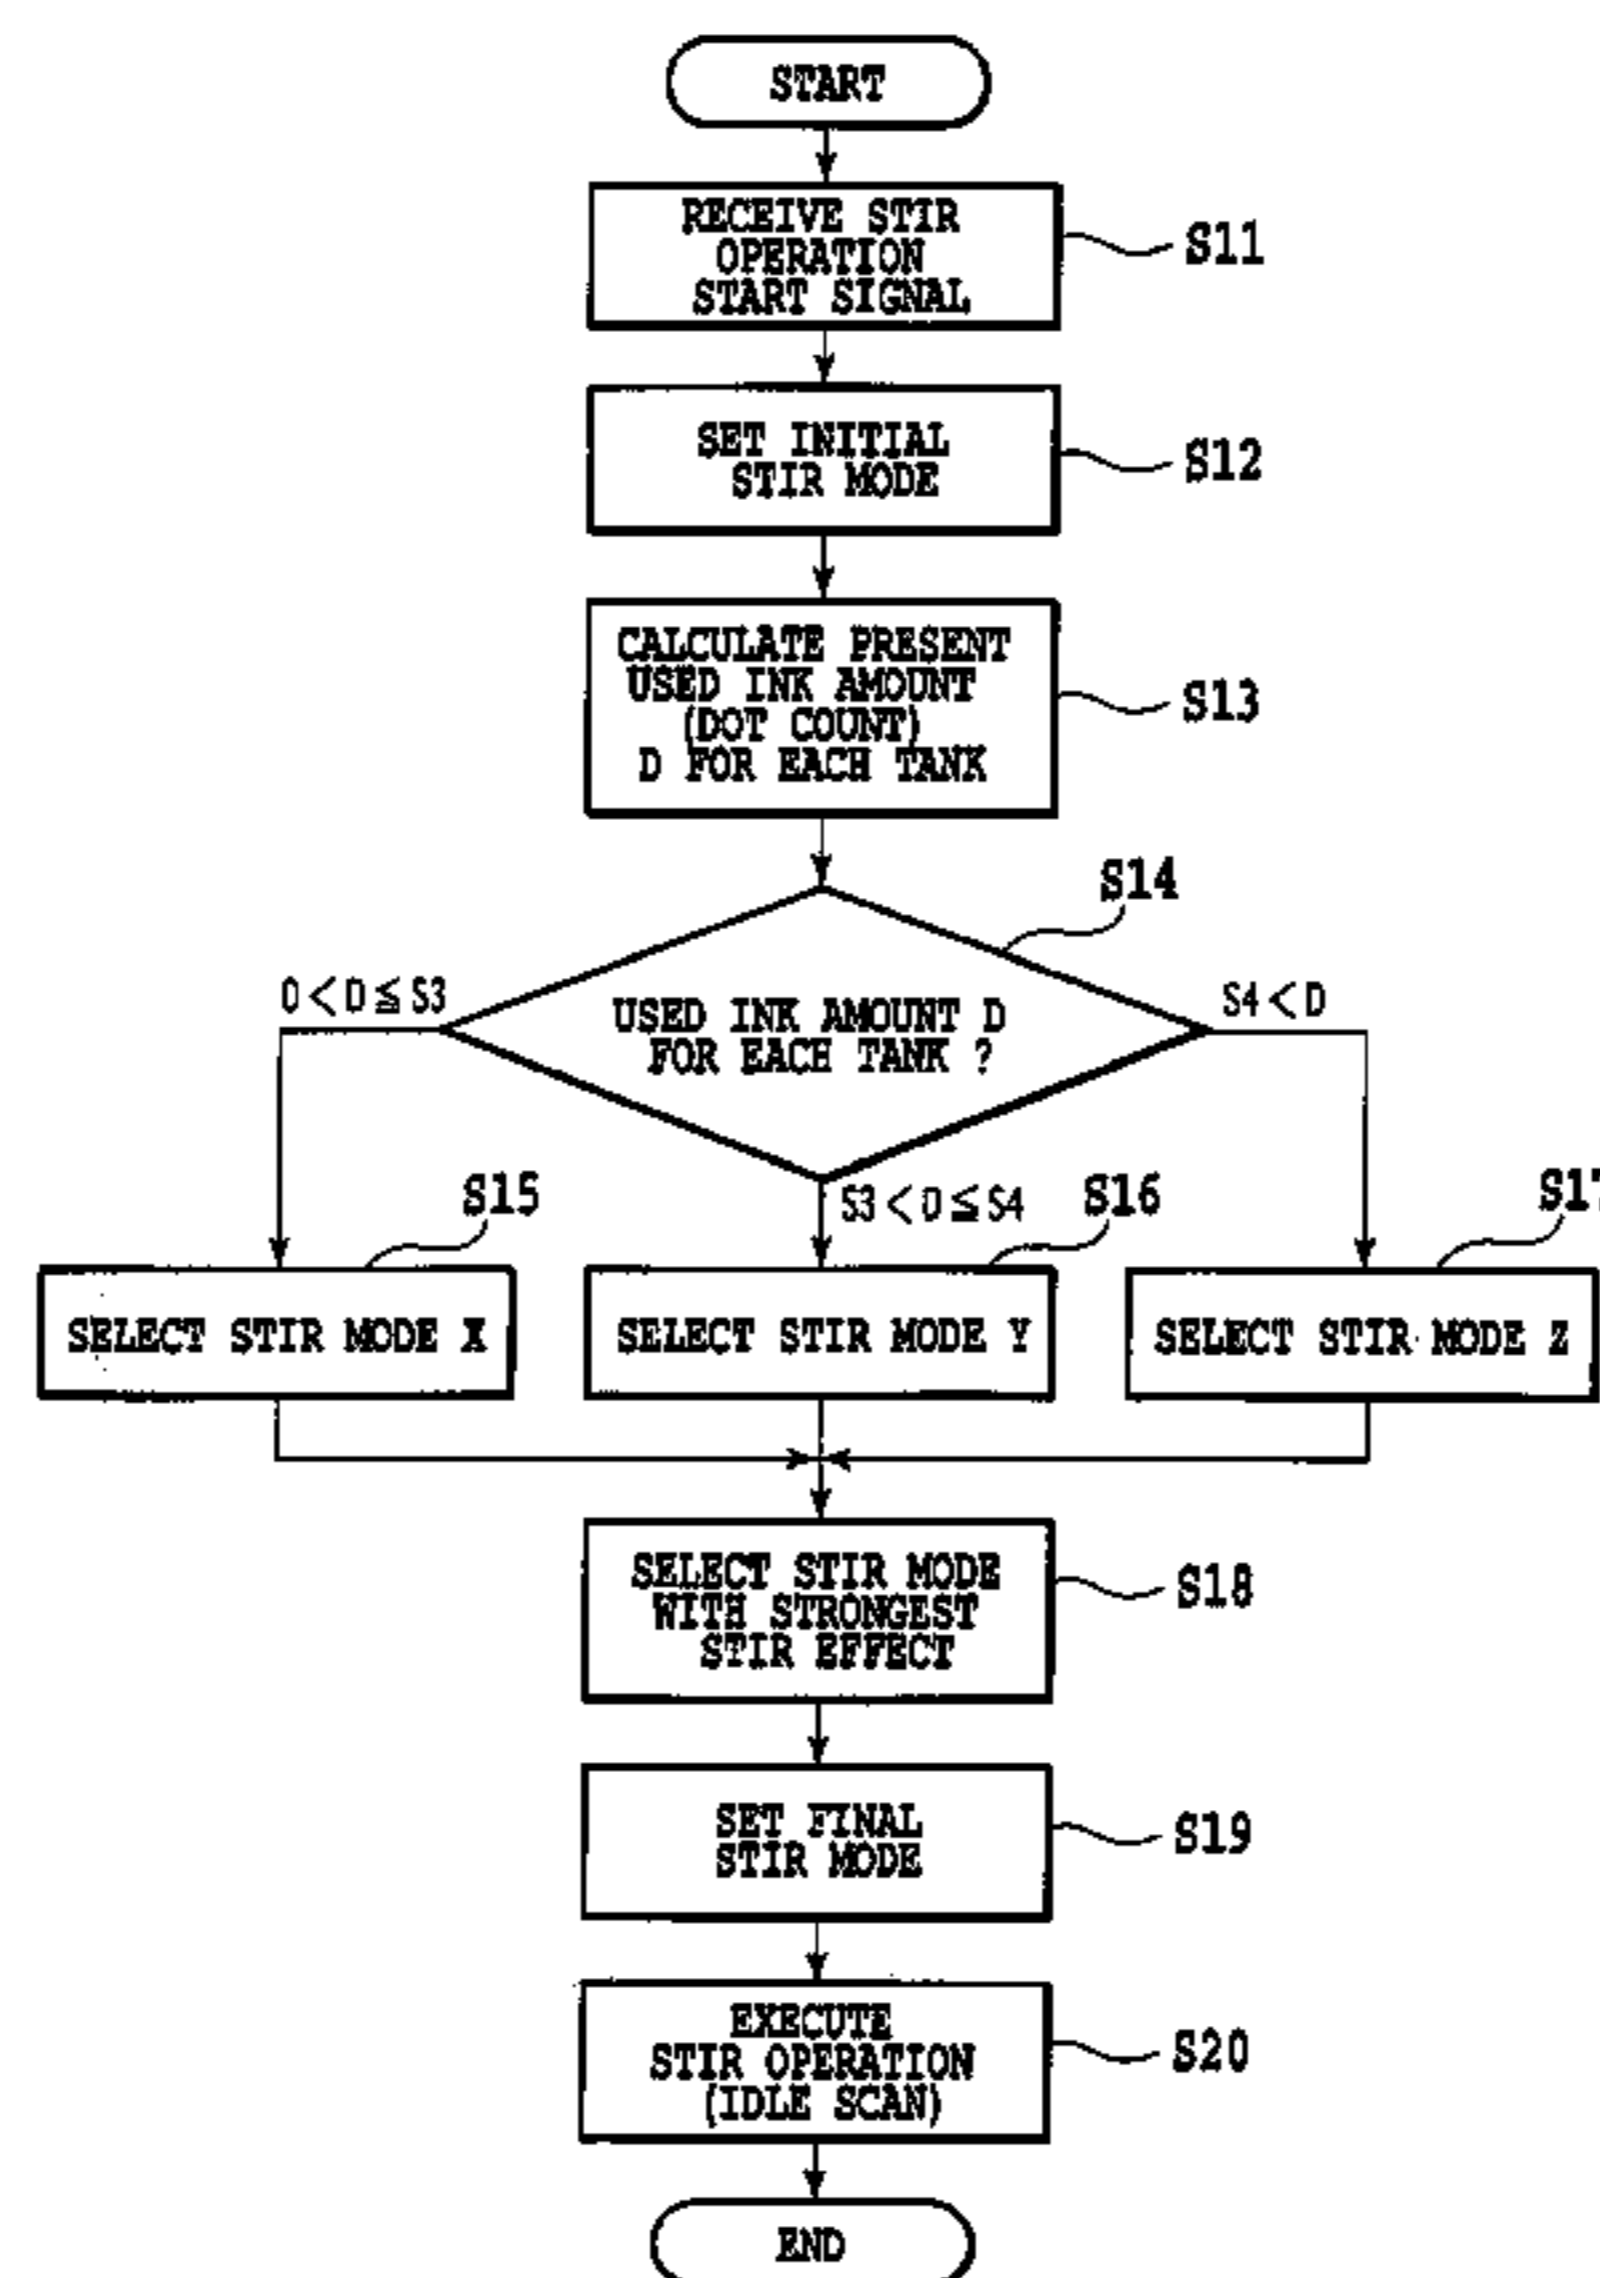 START
RECEIVE STIR
OPERATION
START SIGNAL
S11
SET INITIAL
STIR MODE
S12
CALCULATE PRESENT
USED INK AMOUNT
(DOT COUNT)
D FOR EACH TANK
S13
S14
0<D≦S3
USED INK AMOUNT D
FOR EACH TANK ?
S4<D
S3<D≦S4
S15
S16
SELECT STIR MODE X
SELECT STIR MODE Y
SELECT STIR MODE Z
SELECT STIR MODE
WITH STRONGEST
STIR EFFECT
S18
SET FINAL
STIR MODE
S19
EXECUTE
STIR OPERATION
(IDLE SCAN)
S20
END